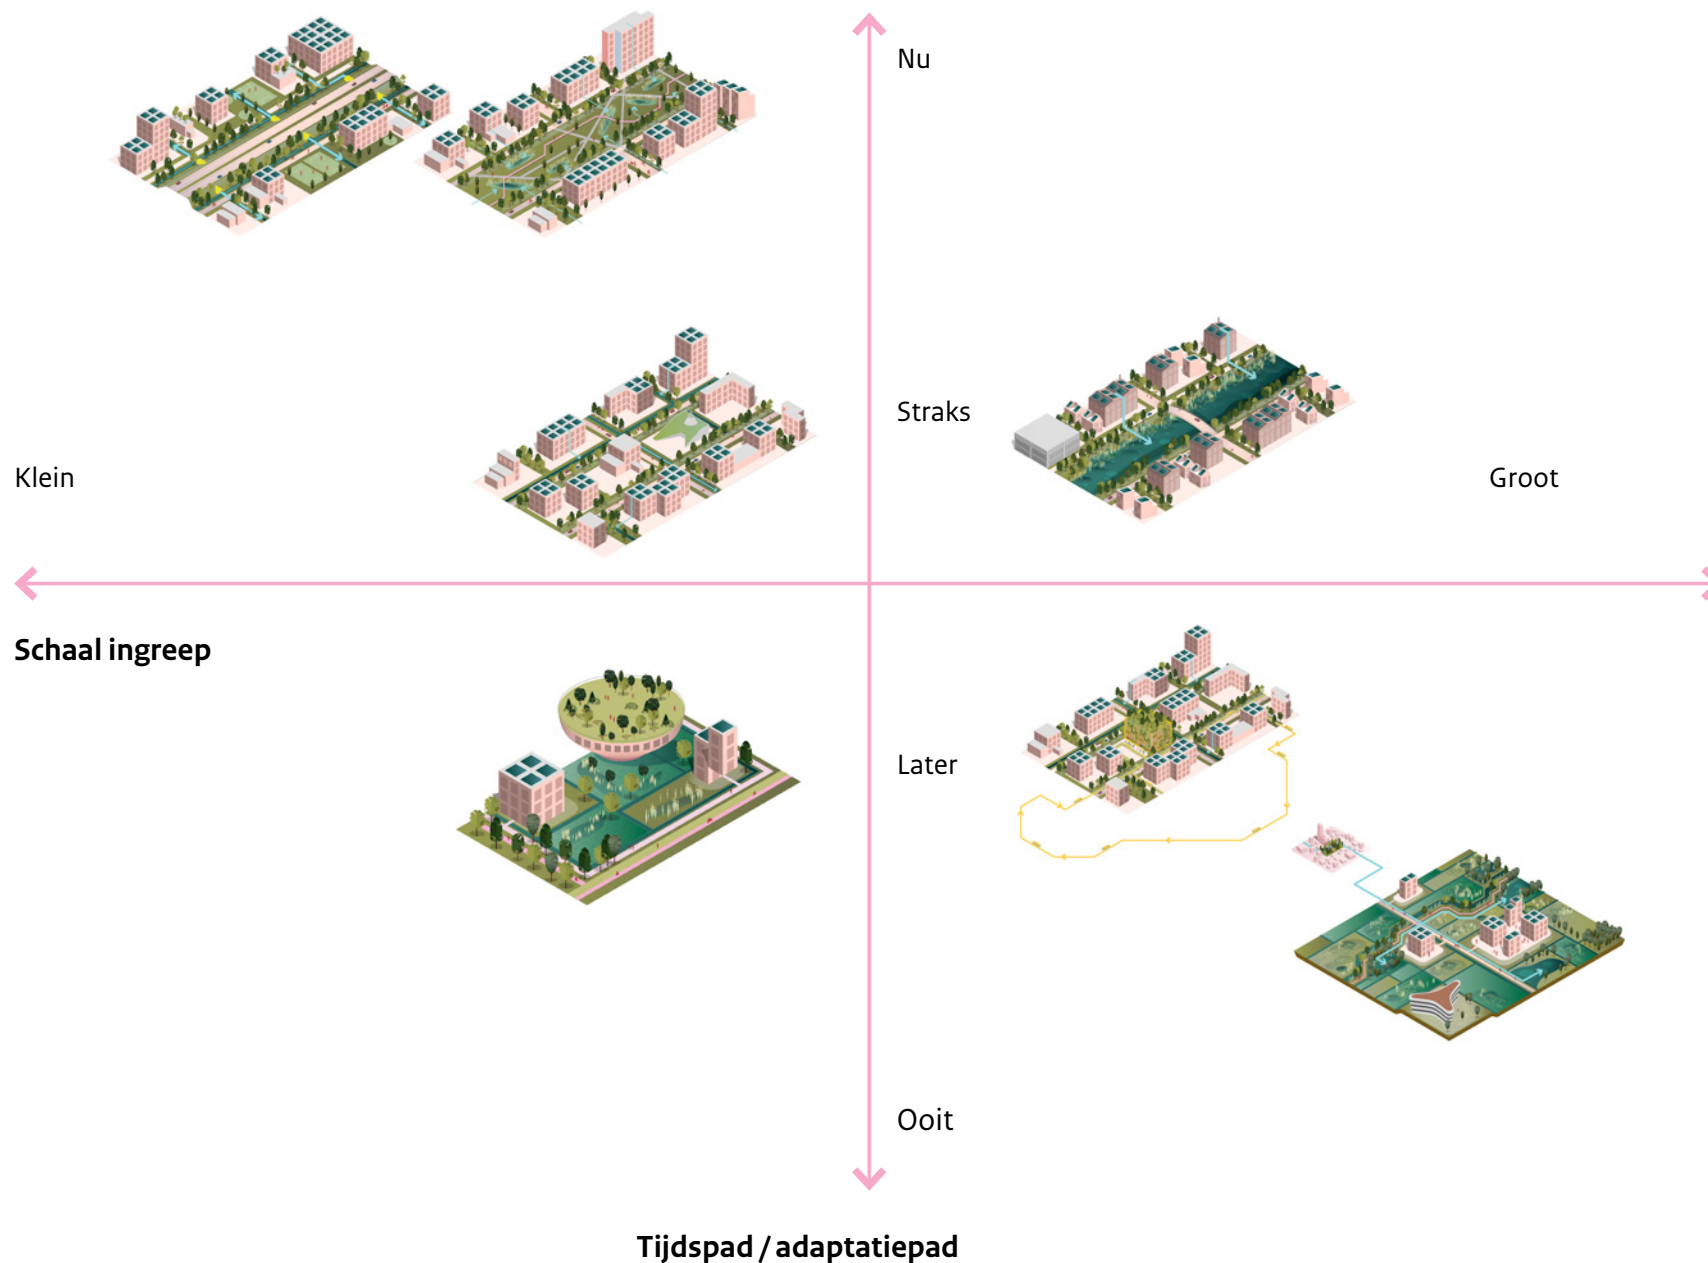 Nu
Straks
Klein
Groot
Schaal ingreep
Later
Ooit
Tijdspad / adaptatiepad